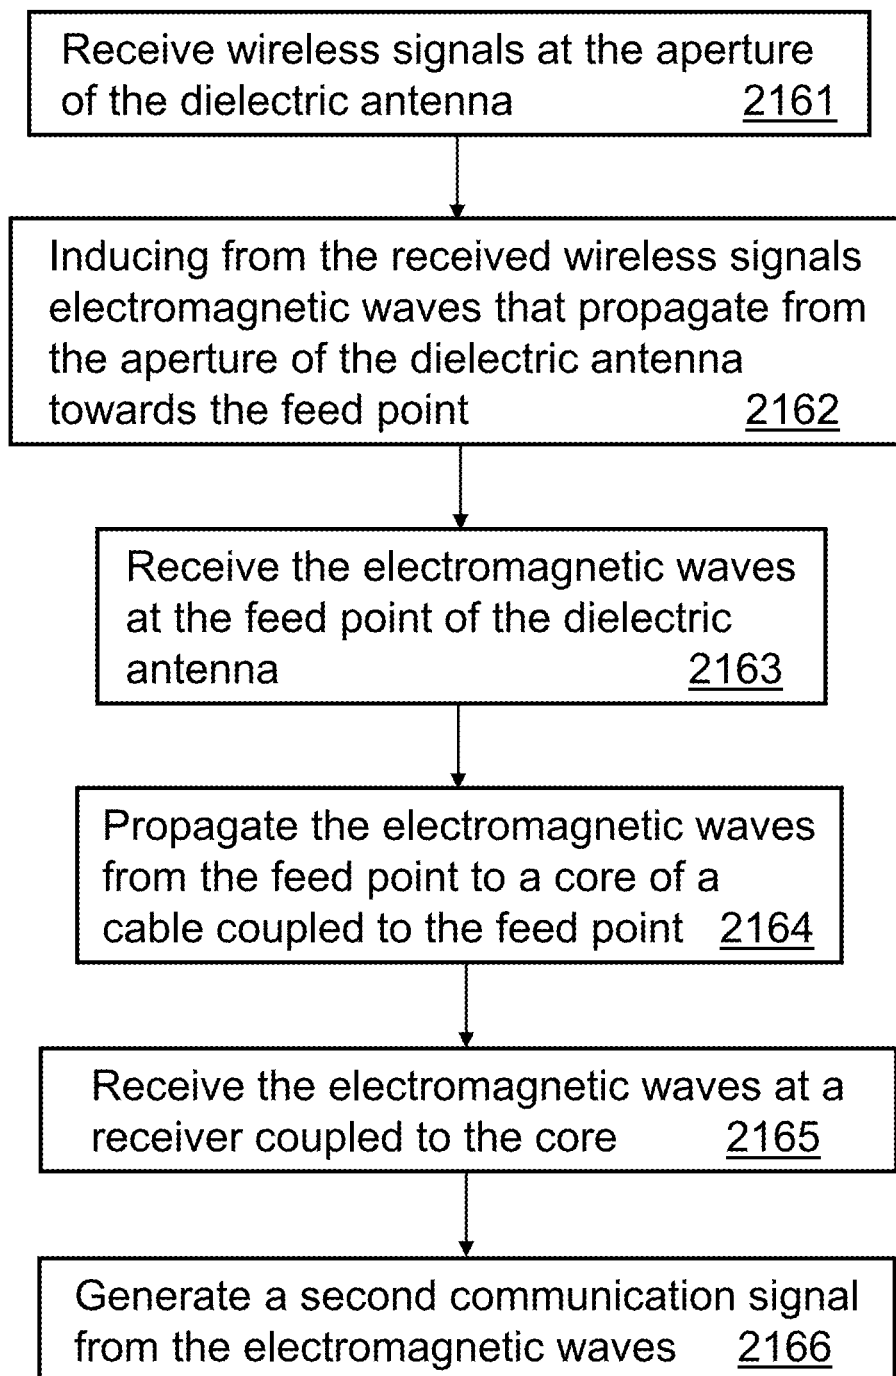 Receive wireless signals at the aperture
of the dielectric antenna 2161
Inducing from the received wireless signals
electromagnetic waves that propagate from
the aperture of the dielectric antenna
towards the feed point 2162
Receive the electromagnetic waves
at the feed point of the dielectric
antenna 2163
Propagate the electromagnetic waves
from the feed point to a core of a
cable coupled to the feed point 2164
Receive the electromagnetic waves at a
receiver coupled to the core 2165
Generate a second communication signal
from the electromagnetic waves 2166